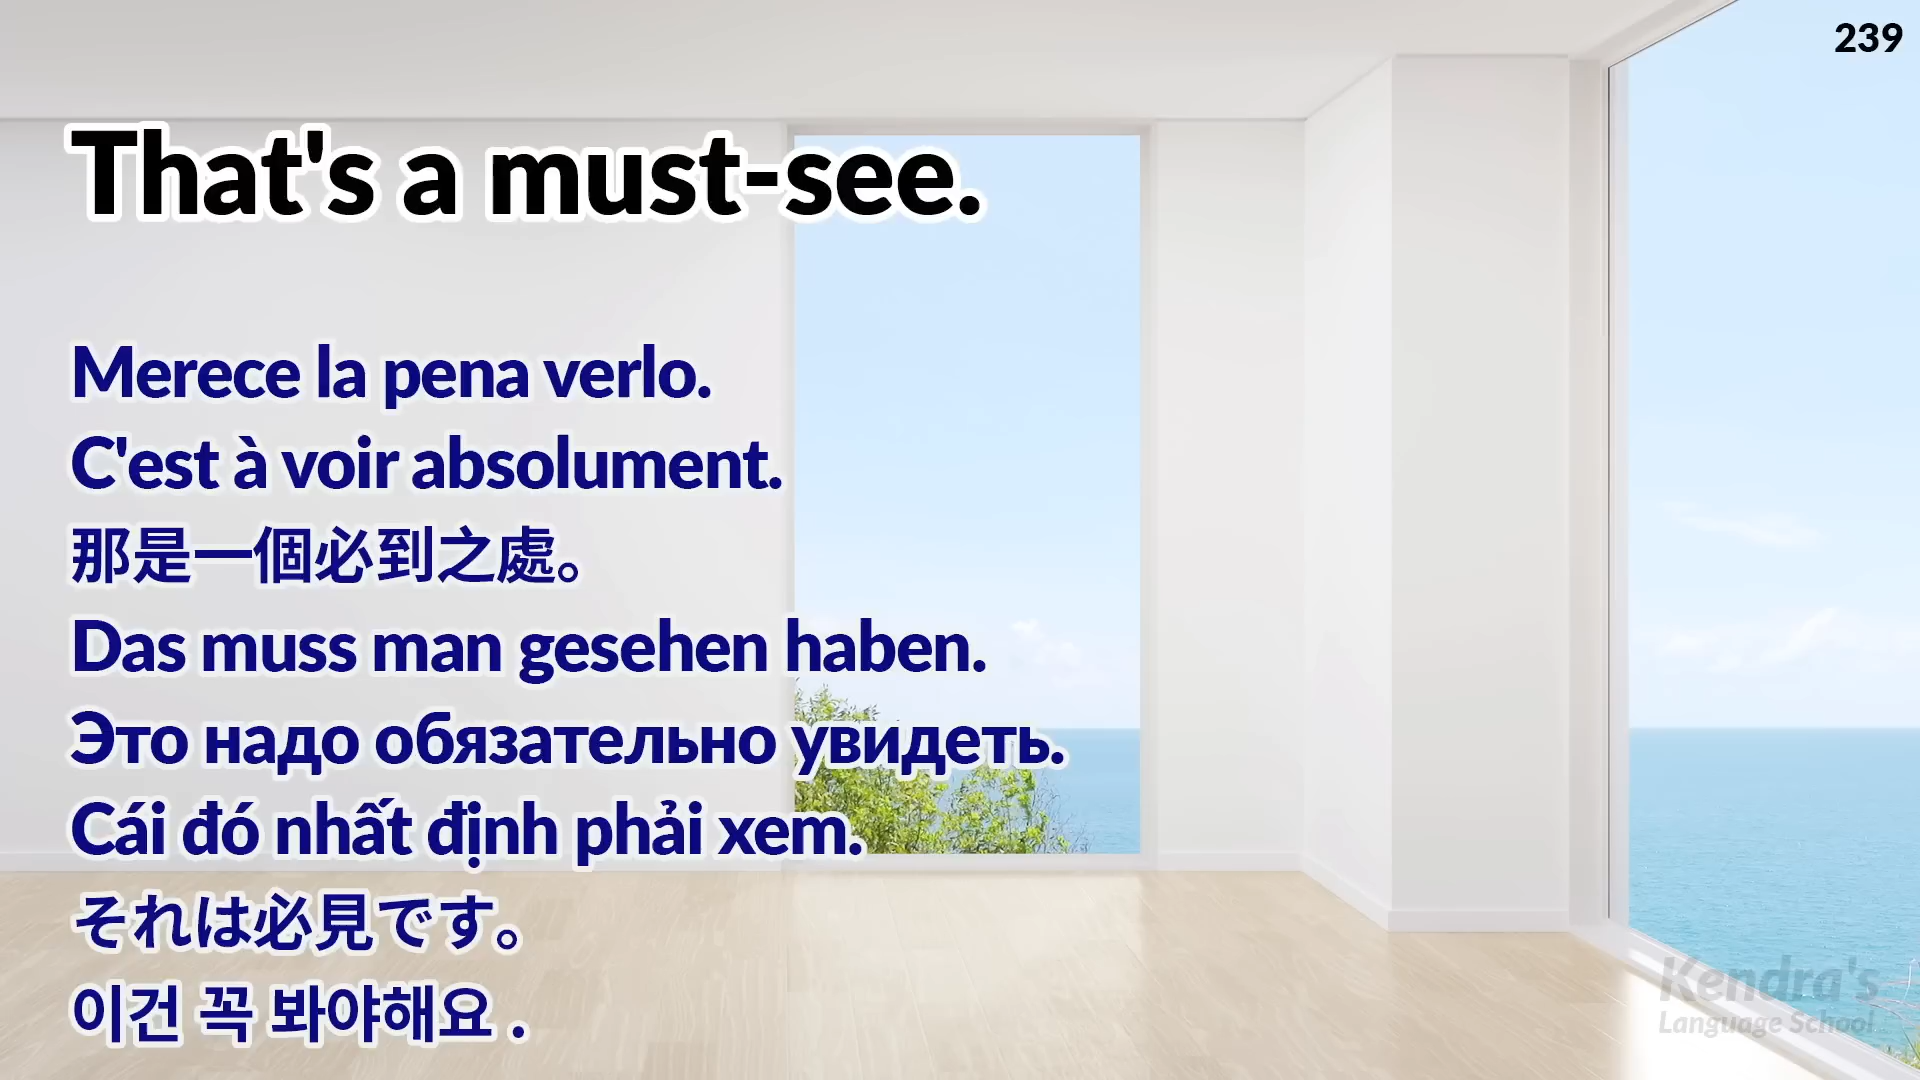 239
That's a must-see.
Merece la pena verlo.
C'est à voir absolument.
那是一個必到之處。
Das muss man gesehen haben.
Это надо обязательно увидеть.
Cái đó nhất định phải xem.
それは必見です。
이건 꼭 봐야해요 .
Kendra's
Language School